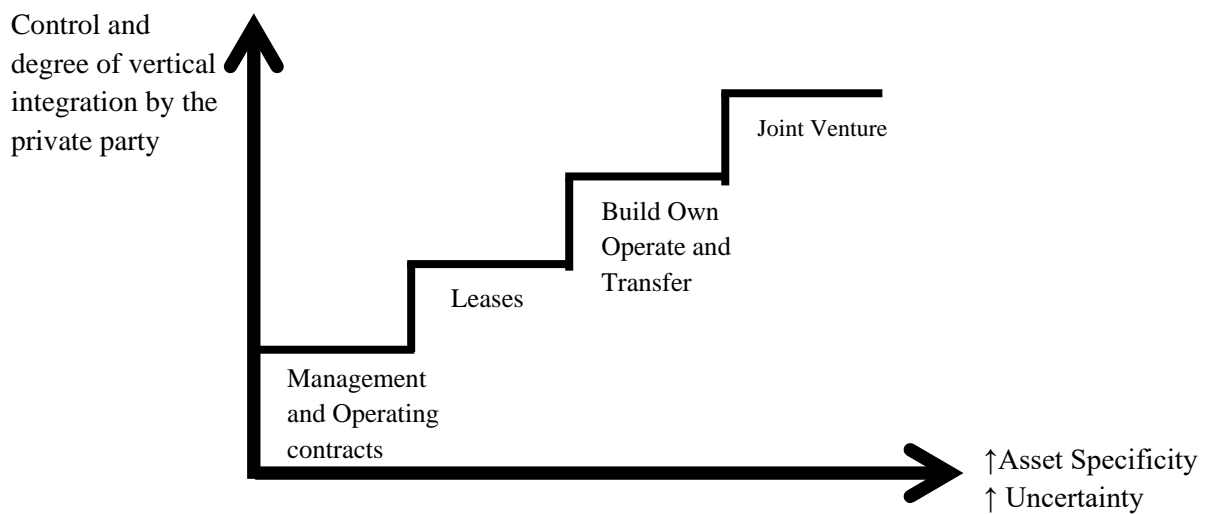 Control and
degree of vertical
integration by the
private party
Joint Venture
Build Own
Operate and
Transfer
Leases
Management
and Operating
contracts
↑Asset Specificity
↑ Uncertainty